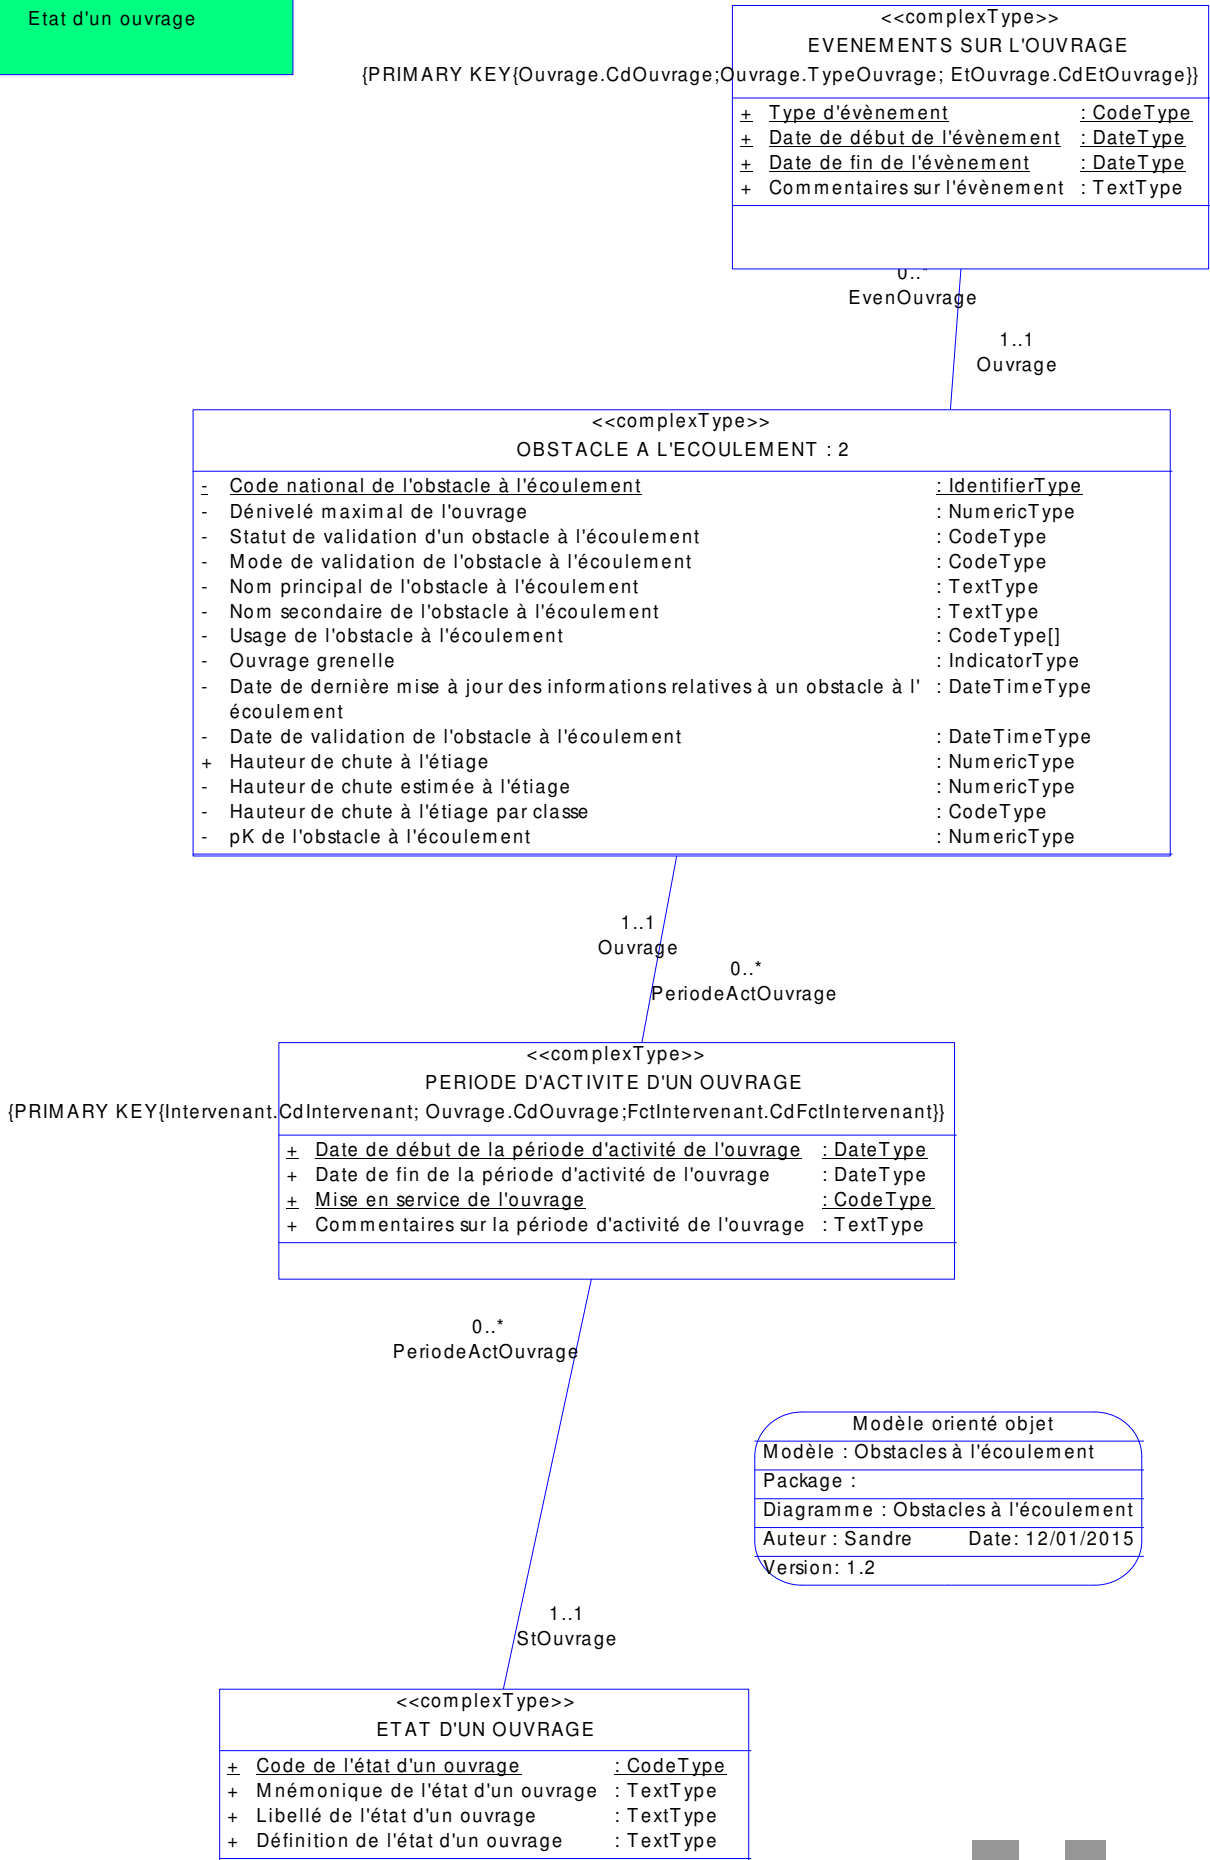 Etat d'un ouvrage
<<complexType>>
EVENEMENTS SUR L'OUVRAGE
{PRIMARY KEY{Ouvrage.CdOuvrage;Ouvrage.TypeOuvrage; EtOuvrage.CdEtOuvrage}}
+ Type d'évènement : CodeType
+ Date de début de l'évènement : DateType
+ Date de fin de l'évènement : DateType
+ Commentaires sur l'évènement : TextType
0..*
EvenOuvrage
1..1
Ouvrage
<<complexType>>
OBSTACLE A L'ECOULEMENT : 2
- Code national de l'obstacle à l'écoulement : IdentifierType
- Dénivelé maximal de l'ouvrage : NumericType
- Statut de validation d'un obstacle à l'écoulement : CodeType
- Mode de validation de l'obstacle à l'écoulement : CodeType
- Nom principal de l'obstacle à l'écoulement : TextType
- Nom secondaire de l'obstacle à l'écoulement : TextType
- Usage de l'obstacle à l'écoulement : CodeType[]
- Ouvrage grenelle : IndicatorType
- Date de dernière mise à jour des informations relatives à un obstacle à l' : DateTimeType
écoulement
- Date de validation de l'obstacle à l'écoulement : DateTimeType
+ Hauteur de chute à l'étiage : NumericType
- Hauteur de chute estimée à l'étiage : NumericType
- Hauteur de chute à l'étiage par classe : CodeType
- pK de l'obstacle à l'écoulement : NumericType
1..1
Ouvrage
0..*
PeriodeActOuvrage
<<complexType>>
PERIODE D'ACTIVITE D'UN OUVRAGE
{PRIMARY KEY{Intervenant.CdIntervenant; Ouvrage.CdOuvrage;FctIntervenant.CdFctIntervenant}}
+ Date de début de la période d'activité de l'ouvrage : DateType
+ Date de fin de la période d'activité de l'ouvrage : DateType
+ Mise en service de l'ouvrage : CodeType
+ Commentaires sur la période d'activité de l'ouvrage : TextType
0..*
PeriodeActOuvrage
Modèle orienté objet
Modèle : Obstacles à l'écoulement
Package :
Diagramme : Obstacles à l'écoulement
Auteur : Sandre Date: 12/01/2015
Version: 1.2
1..1
StOuvrage
<<complexType>>
ETAT D'UN OUVRAGE
+ Code de l'état d'un ouvrage : CodeType
+ Mnémonique de l'état d'un ouvrage : TextType
+ Libellé de l'état d'un ouvrage : TextType
+ Définition de l'état d'un ouvrage : TextType